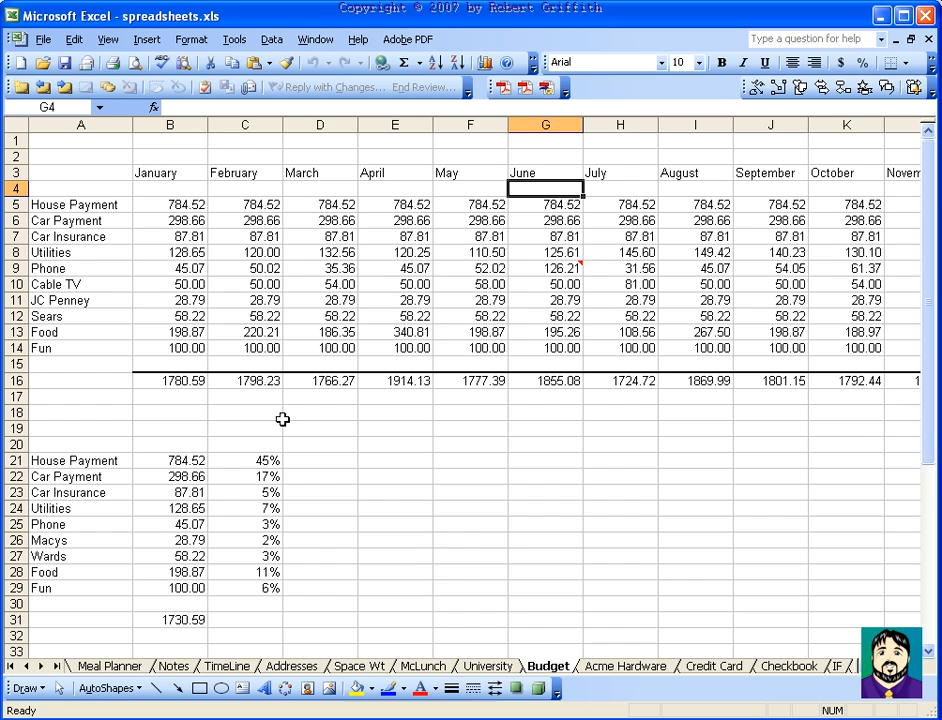 Copyright © 2007 by Robert Griffith
Microsoft Excel - spreadsheets.xls
File Edit View Insert Format Tools Data Window Help Adobe PDF Type a question for help
Arial 10 B I U $ %
Reply with Changes... End Review...
G4 fx
A B C D E F G H I J K
1
2
3 January February March April May June July August September October Novem
4
5 House Payment 784.52 784.52 784.52 784.52 784.52 784.52 784.52 784.52 784.52 784.52
6 Car Payment 298.66 298.66 298.66 298.66 298.66 298.66 298.66 298.66 298.66 298.66
7 Car Insurance 87.81 87.81 87.81 87.81 87.81 87.81 87.81 87.81 87.81 87.81
8 Utilities 128.65 120.00 132.56 120.25 110.50 125.61 145.60 149.42 140.23 130.10
9 Phone 45.07 50.02 35.36 45.07 52.02 126.21 31.56 45.07 54.05 61.37
10 Cable TV 50.00 50.00 54.00 50.00 58.00 50.00 81.00 50.00 50.00 54.00
11 JC Penney 28.79 28.79 28.79 28.79 28.79 28.79 28.79 28.79 28.79 28.79
12 Sears 58.22 58.22 58.22 58.22 58.22 58.22 58.22 58.22 58.22 58.22
13 Food 198.87 220.21 186.35 340.81 198.87 195.26 108.56 267.50 198.87 188.97
14 Fun 100.00 100.00 100.00 100.00 100.00 100.00 100.00 100.00 100.00 100.00
15
16 1780.59 1798.23 1766.27 1914.13 1777.39 1855.08 1724.72 1869.99 1801.15 1792.44 1
17
18
19
20
21 House Payment 784.52 45%
22 Car Payment 298.66 17%
23 Car Insurance 87.81 5%
24 Utilities 128.65 7%
25 Phone 45.07 3%
26 Macys 28.79 2%
27 Wards 58.22 3%
28 Food 198.87 11%
29 Fun 100.00 6%
30
31 1730.59
32
33
Meal Planner Notes TimeLine Addresses Space Wt McLunch University Budget Acme Hardware Credit Card Checkbook IF
Draw AutoShapes A A
Ready NUM